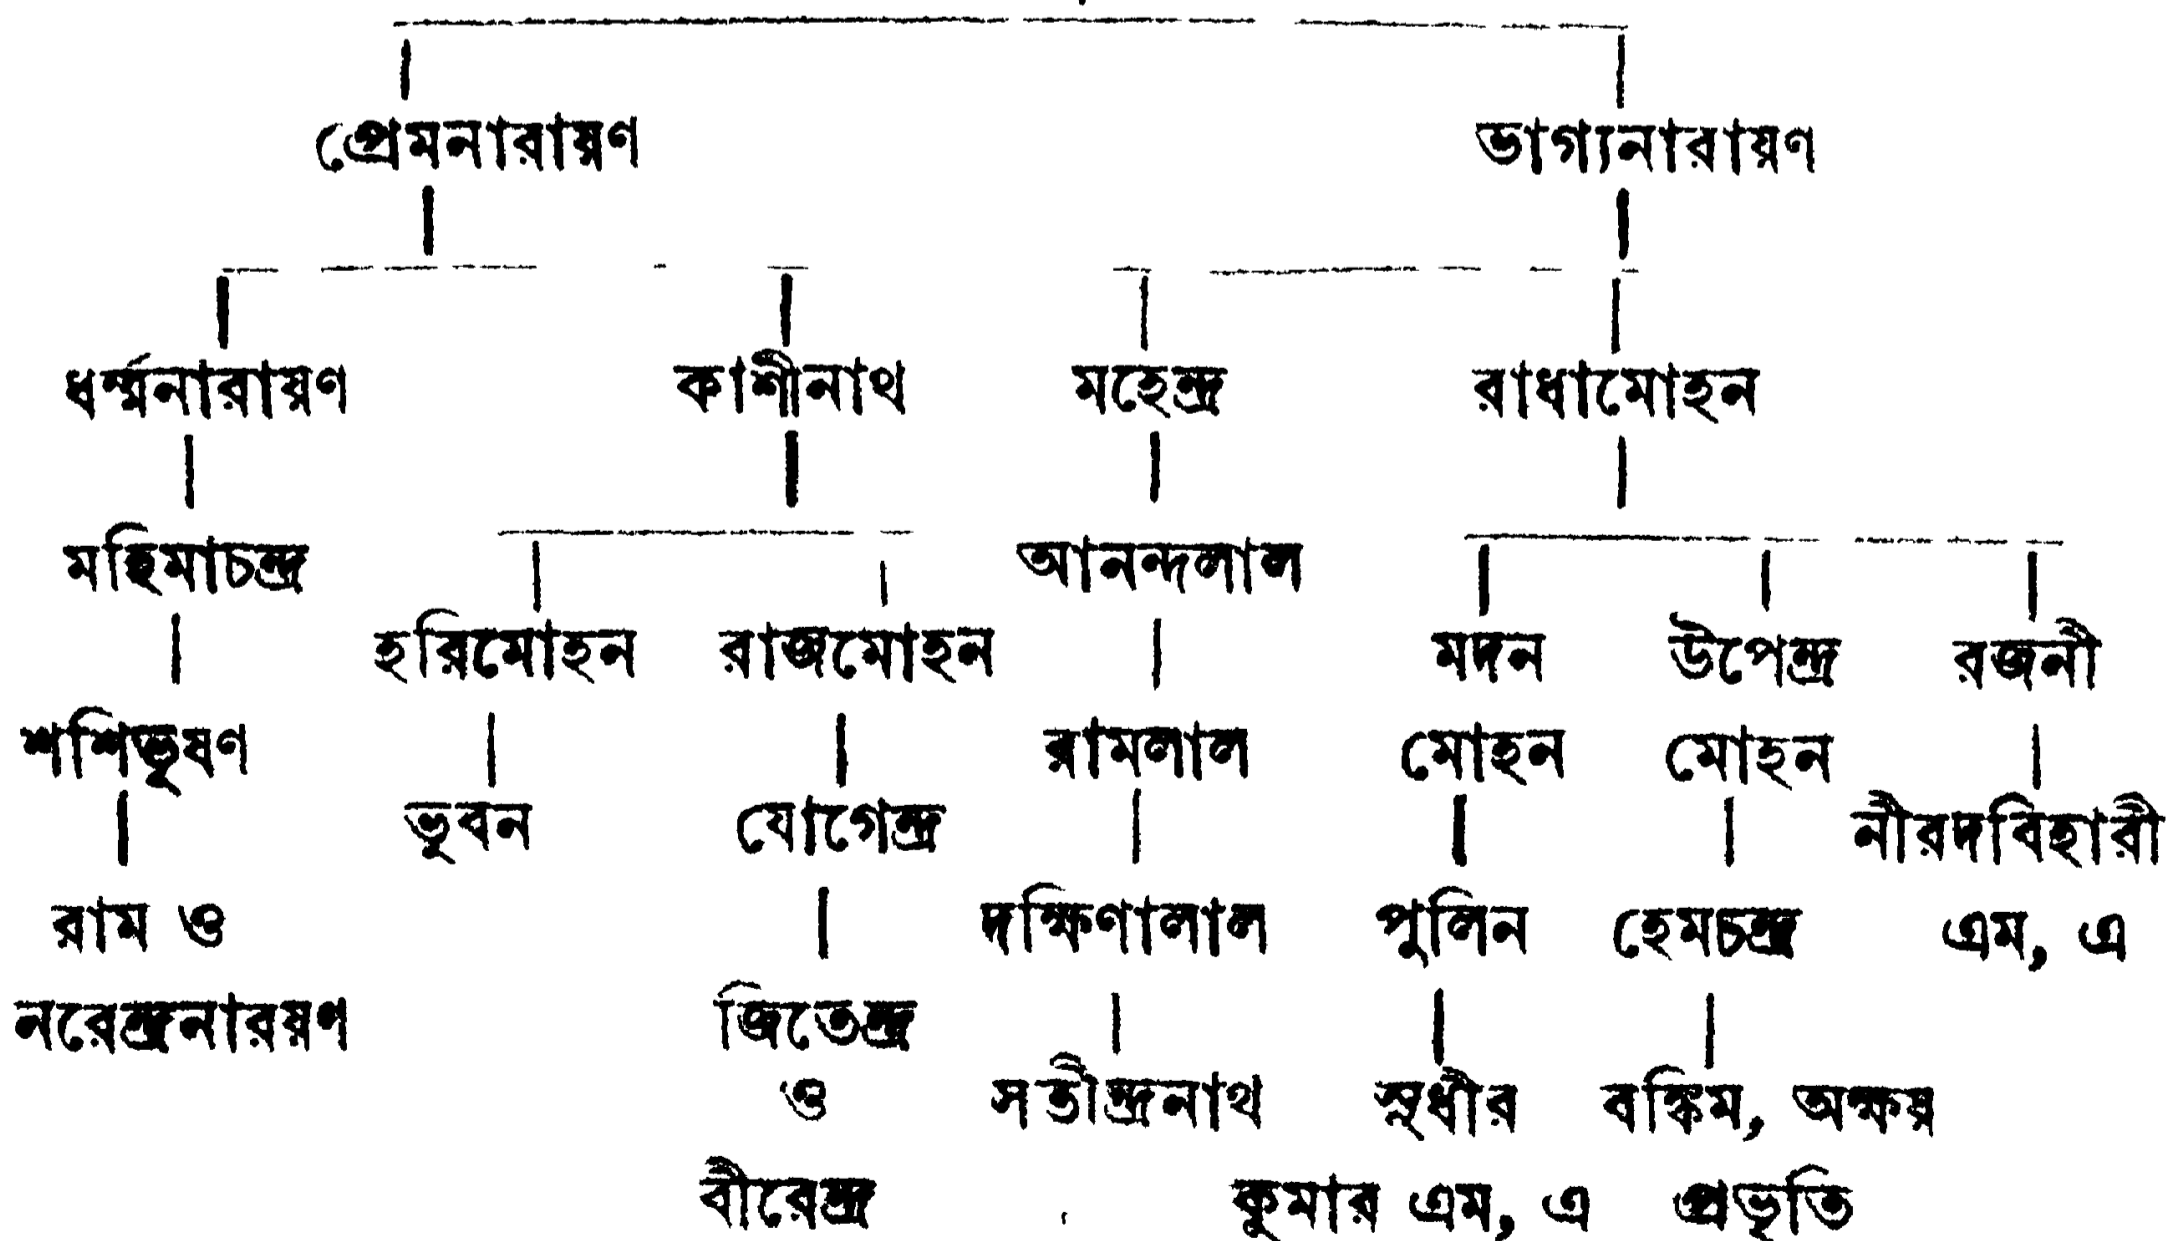 প্রেমনারায়ণ ভাগ্যনারায়ণ
ধর্ম্মনারায়ণ কাশীনাথ মহেন্দ্র রাধামোহন
মহিমাচন্দ্র আনন্দলাল
হরিমোহন রাজমোহন মদন উপেন্দ্র রজনী
শশিভূষণ রামলাল মোহন মোহন
ভুবন যোগেন্দ্র নীরদবিহারী
রাম ও দক্ষিণালাল পুলিন হেমচন্দ্র এম, এ
নরেন্দ্রনারয়ণ জিতেন্দ্র
ও সতীন্দ্রনাথ সুধীর বঙ্কিম, অক্ষয়
বীরেন্দ্র কুমার এম, এ প্রভৃতি